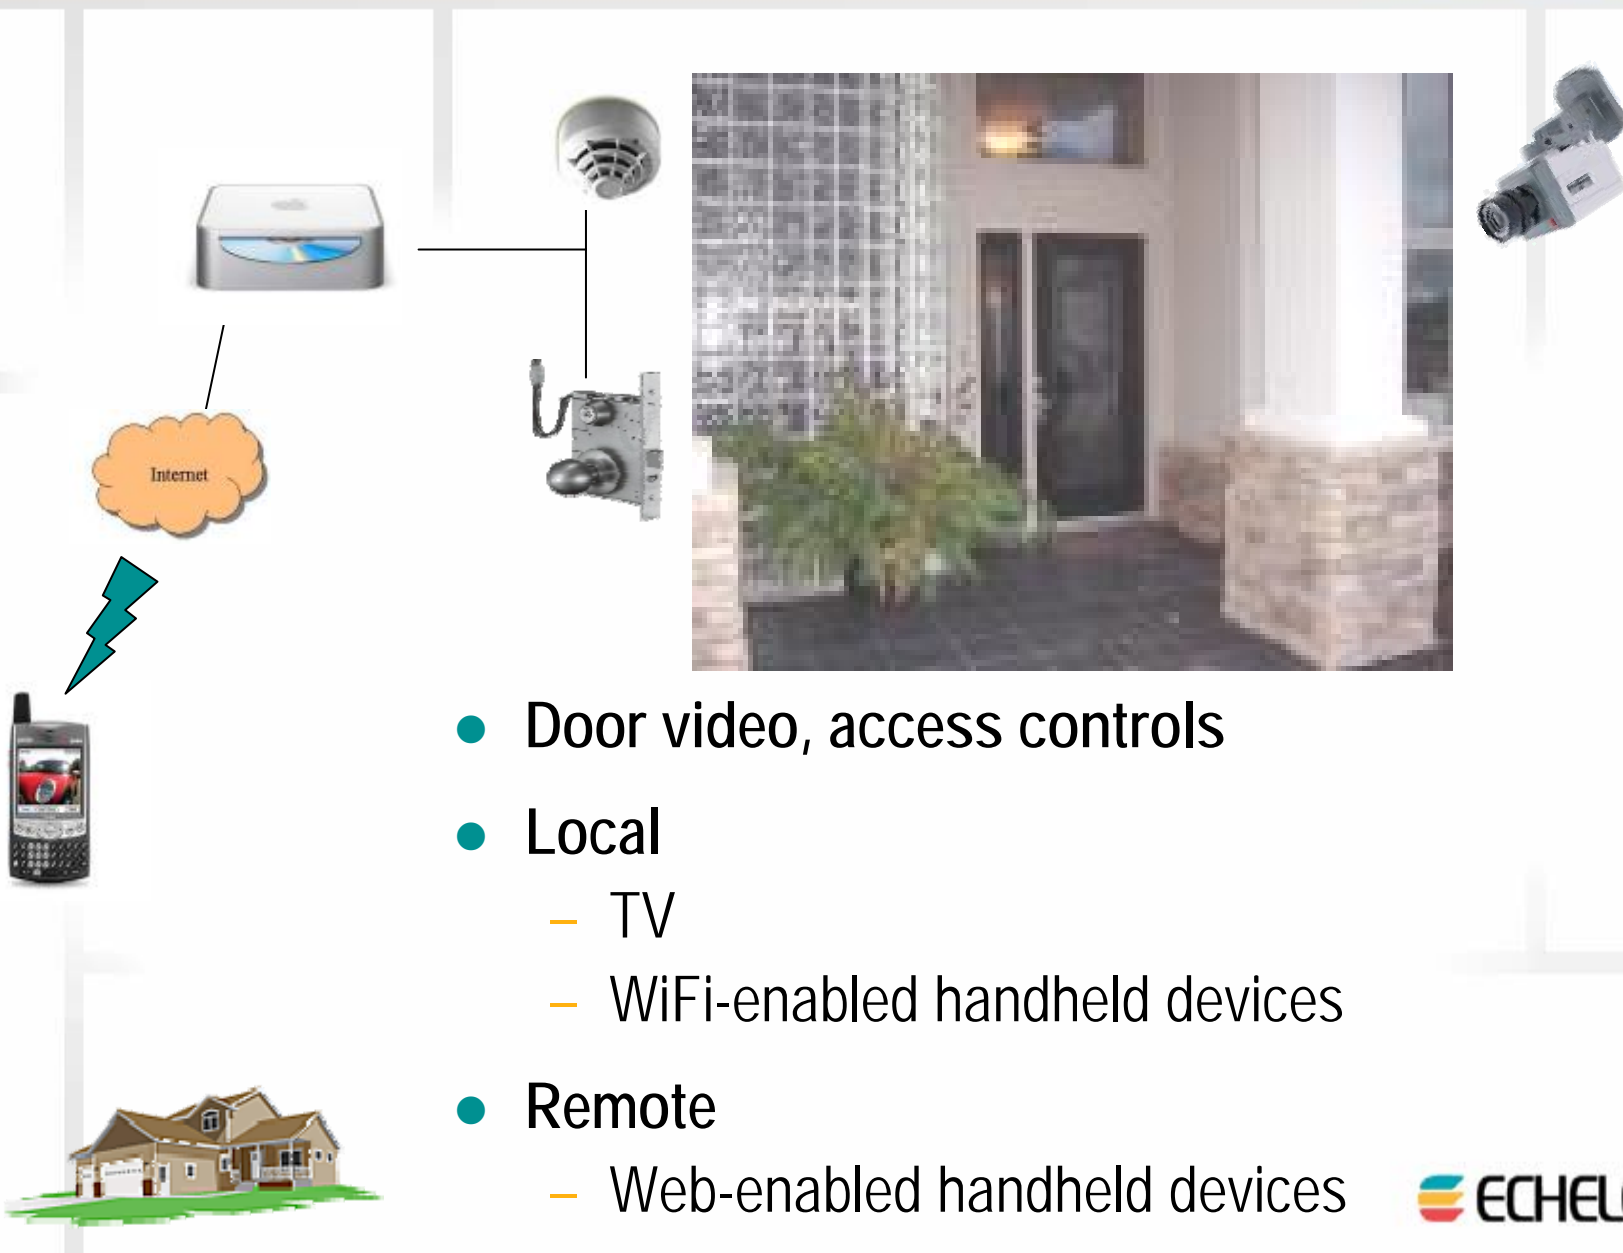 Internet
Door video, access controls
Local
TV
WiFi-enabled handheld devices
Remote
Web-enabled handheld devices
ECHEL